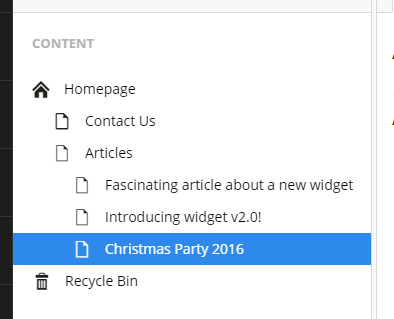 CONTENT
Homepage
Contact Us
Articles
Fascinating article about a new widget
Introducing widget v2.0!
Christmas Party 2016
Recycle Bin